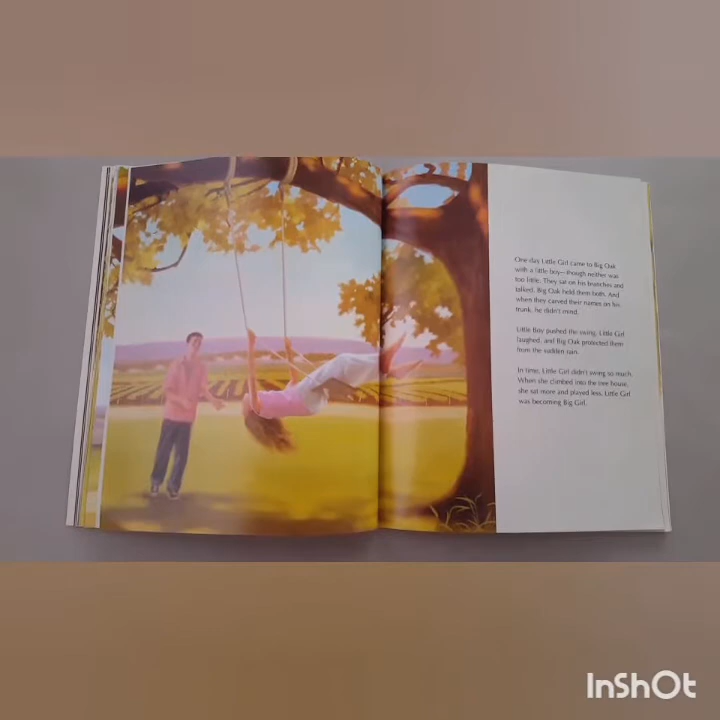 One day Little Girl came to Big Oak
with a little boy—though neither was
too little. They sat on his branches and
talked. Big Oak held them both. And
when they carved their names on his
trunk, he didn't mind.
Little Boy pushed the swing, Little Girl
laughed, and Big Oak protected them
from the sudden rain.
In time, Little Girl didn't swing so much.
When she climbed into the tree house,
she sat more and played less. Little Girl
was becoming Big Girl.
InShOt